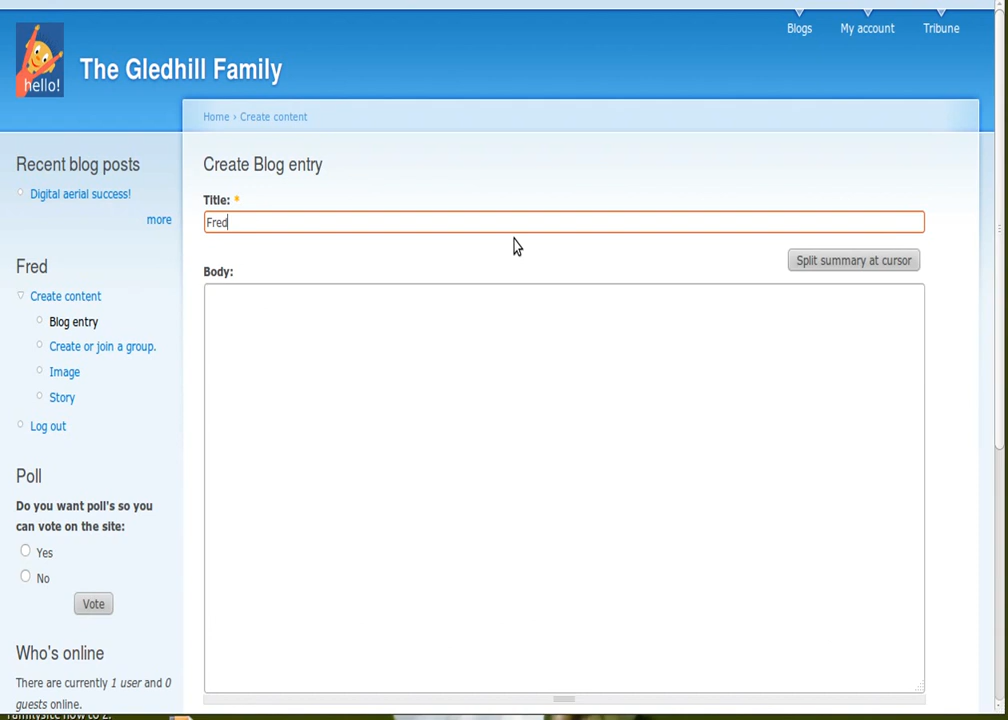 Blogs
My account
Tribune
hello!
The Gledhill Family
Home › Create content
Recent blog posts
Digital aerial success!
more
Fred
Create content
Blog entry
Create or join a group.
Image
Story
Log out
Poll
Do you want poll's so you
can vote on the site:
Yes
No
Vote
Who's online
There are currently 1 user and 0
guests online.
Create Blog entry
Title: *
Fred
Split summary at cursor
Body: